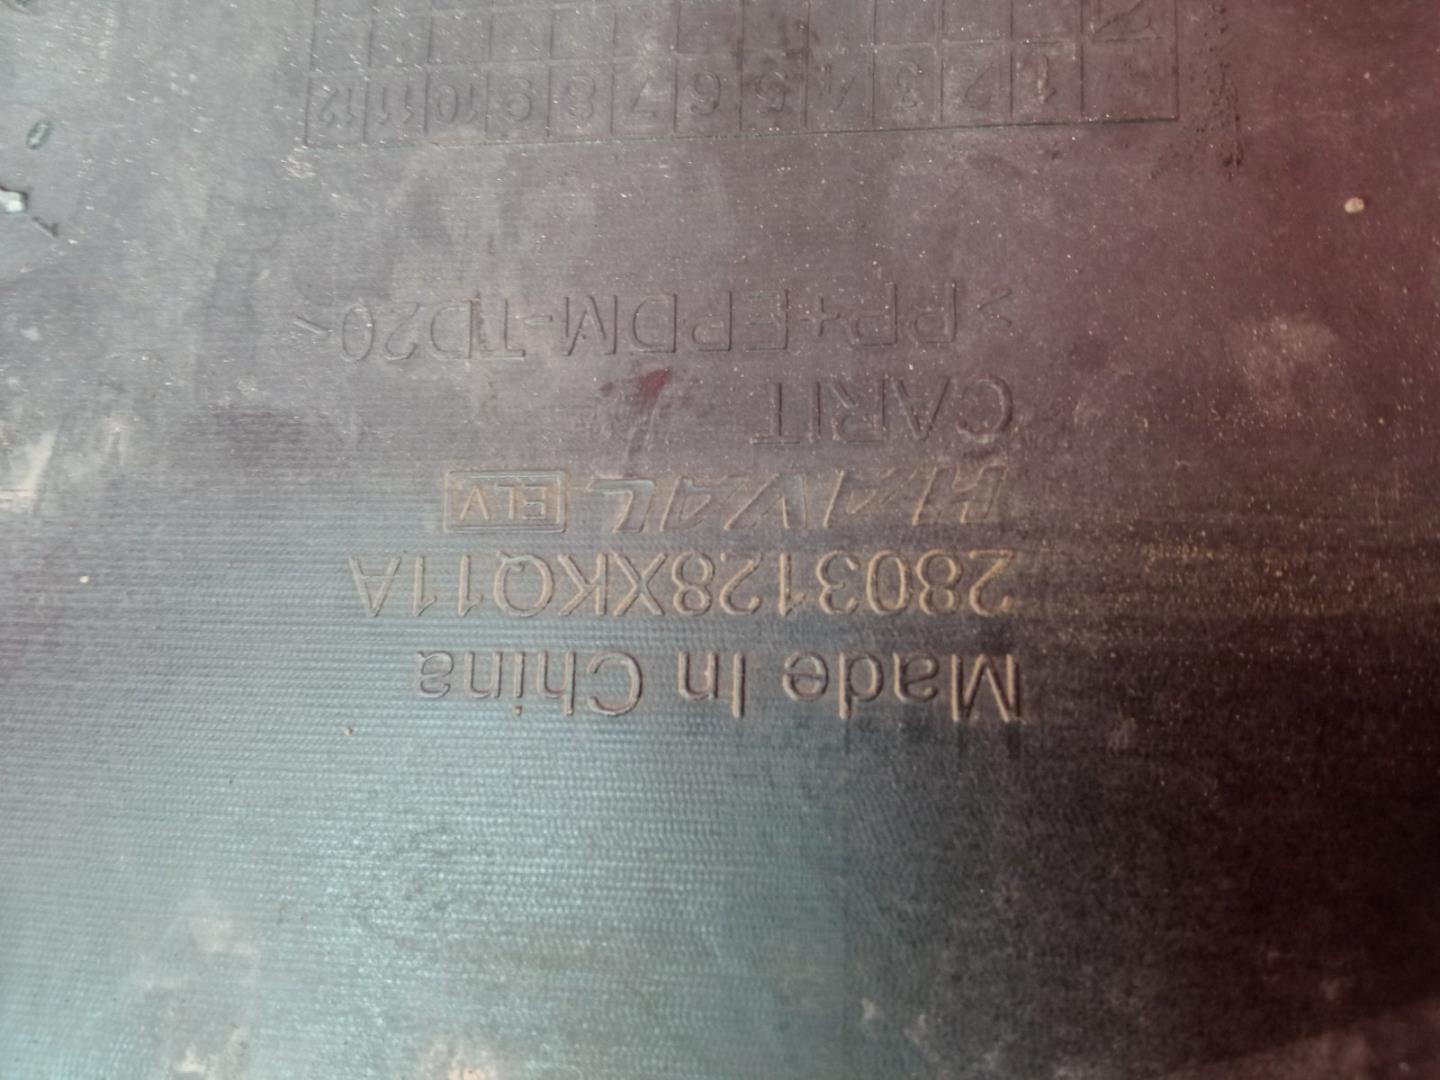 Made In China
2803128XKQ11A
HAVAL ELV
CARIT
>PP+EPDM-TD20<
1 2 3 4 5 6 7 8 9 10 11 12